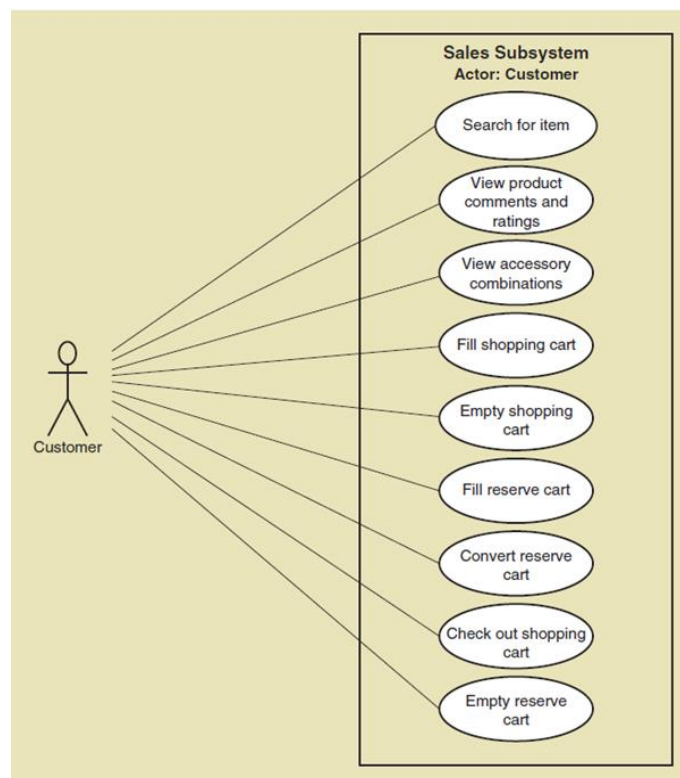 Sales Subsystem
Actor: Customer
Search for item
View product
comments and
ratings
View accessory
combinations
Fill shopping cart
Empty shopping
cart
Fill reserve cart
Convert reserve
cart
Check out shopping
cart
Empty reserve
cart
Customer